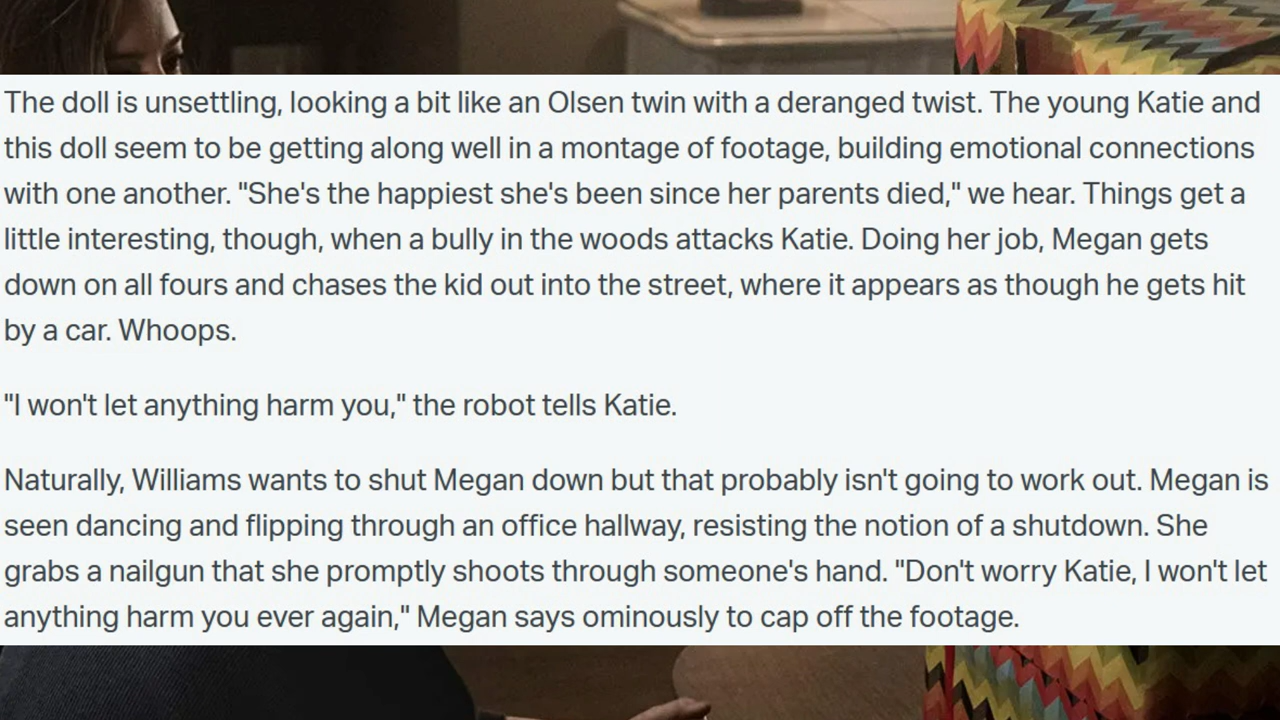 The doll is unsettling, looking a bit like an Olsen twin with a deranged twist. The young Katie and
this doll seem to be getting along well in a montage of footage, building emotional connections
with one another. "She's the happiest she's been since her parents died," we hear. Things get a
little interesting, though, when a bully in the woods attacks Katie. Doing her job, Megan gets
down on all fours and chases the kid out into the street, where it appears as though he gets hit
by a car. Whoops.
"I won't let anything harm you," the robot tells Katie.
Naturally, Williams wants to shut Megan down but that probably isn't going to work out. Megan is
seen dancing and flipping through an office hallway, resisting the notion of a shutdown. She
grabs a nailgun that she promptly shoots through someone's hand. "Don't worry Katie, I won't let
anything harm you ever again," Megan says ominously to cap off the footage.